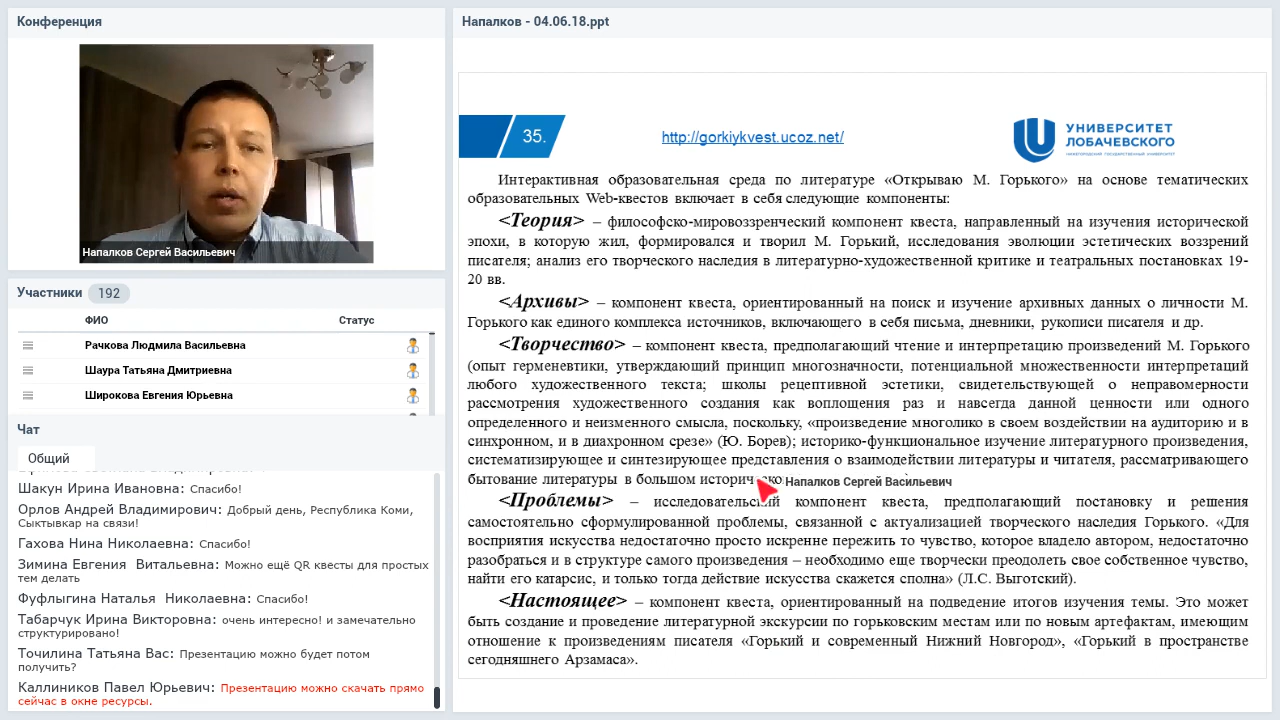 Конференция
Напалков Сергей Васильевич
Участники 192
ФИО Статус
Рачкова Людмила Васильевна
Шаура Татьяна Дмитриевна
Широкова Евгения Юрьевна
Чат
Общий
Шакун Ирина Ивановна: Спасибо!
Орлов Андрей Владимирович: Добрый день, Республика Коми,
Сыктывкар на связи!
Гахова Нина Николаевна: Спасибо!
Зимина Евгения Витальевна: Можно ещё QR квесты для простых
тем делать
Фуфлыгина Наталья Николаевна: Спасибо!
Табарчук Ирина Викторовна: очень интересно! и замечательно
структурировано!
Точилина Татьяна Вас: Презентацию можно будет потом
получить?
Каллиников Павел Юрьевич: Презентацию можно скачать прямо
сейчас в окне ресурсы.
Напалков - 04.06.18.ppt
35.
http://gorkiykvest.ucoz.net/
УНИВЕРСИТЕТ
ЛОБАЧЕВСКОГО
Интерактивная образовательная среда по литературе «Открываю М. Горького» на основе тематических
образовательных Web-квестов включает в себя следующие компоненты:
<Теория> – философско-мировоззренческий компонент квеста, направленный на изучения исторической
эпохи, в которую жил, формировался и творил М. Горький, исследования эволюции эстетических воззрений
писателя; анализ его творческого наследия в литературно-художественной критике и театральных постановках 19-
20 вв.
<Архивы> – компонент квеста, ориентированный на поиск и изучение архивных данных о личности М.
Горького как единого комплекса источников, включающего в себя письма, дневники, рукописи писателя и др.
<Творчество> – компонент квеста, предполагающий чтение и интерпретацию произведений М. Горького
(опыт герменевтики, утверждающий принцип многозначности, потенциальной множественности интерпретаций
любого художественного текста; школы рецептивной эстетики, свидетельствующей о неправомерности
рассмотрения художественного создания как воплощения раз и навсегда данной ценности или одного
определенного и неизменного смысла, поскольку, «произведение многолико в своем воздействии на аудиторию и в
синхронном, и в диахронном срезе» (Ю. Борев); историко-функциональное изучение литературного произведения,
систематизирующее и синтезирующее представления о взаимодействии литературы и читателя, рассматривающего
бытование литературы в большом
Напалков Сергей Васильевич
<Проблемы> – исследовательский компонент квеста, предполагающий постановку и решения
самостоятельно сформулированной проблемы, связанной с актуализацией творческого наследия Горького. «Для
восприятия искусства недостаточно просто искренне пережить то чувство, которое владело автором, недостаточно
разобраться и в структуре самого произведения – необходимо еще творчески преодолеть свое собственное чувство,
найти его катарсис, и только тогда действие искусства скажется сполна» (Л.С. Выготский).
<Настоящее> – компонент квеста, ориентированный на подведение итогов изучения темы. Это может
быть создание и проведение литературной экскурсии по горьковским местам или по новым артефактам, имеющим
отношение к произведениям писателя «Горький и современный Нижний Новгород», «Горький в пространстве
сегодняшнего Арзамаса».